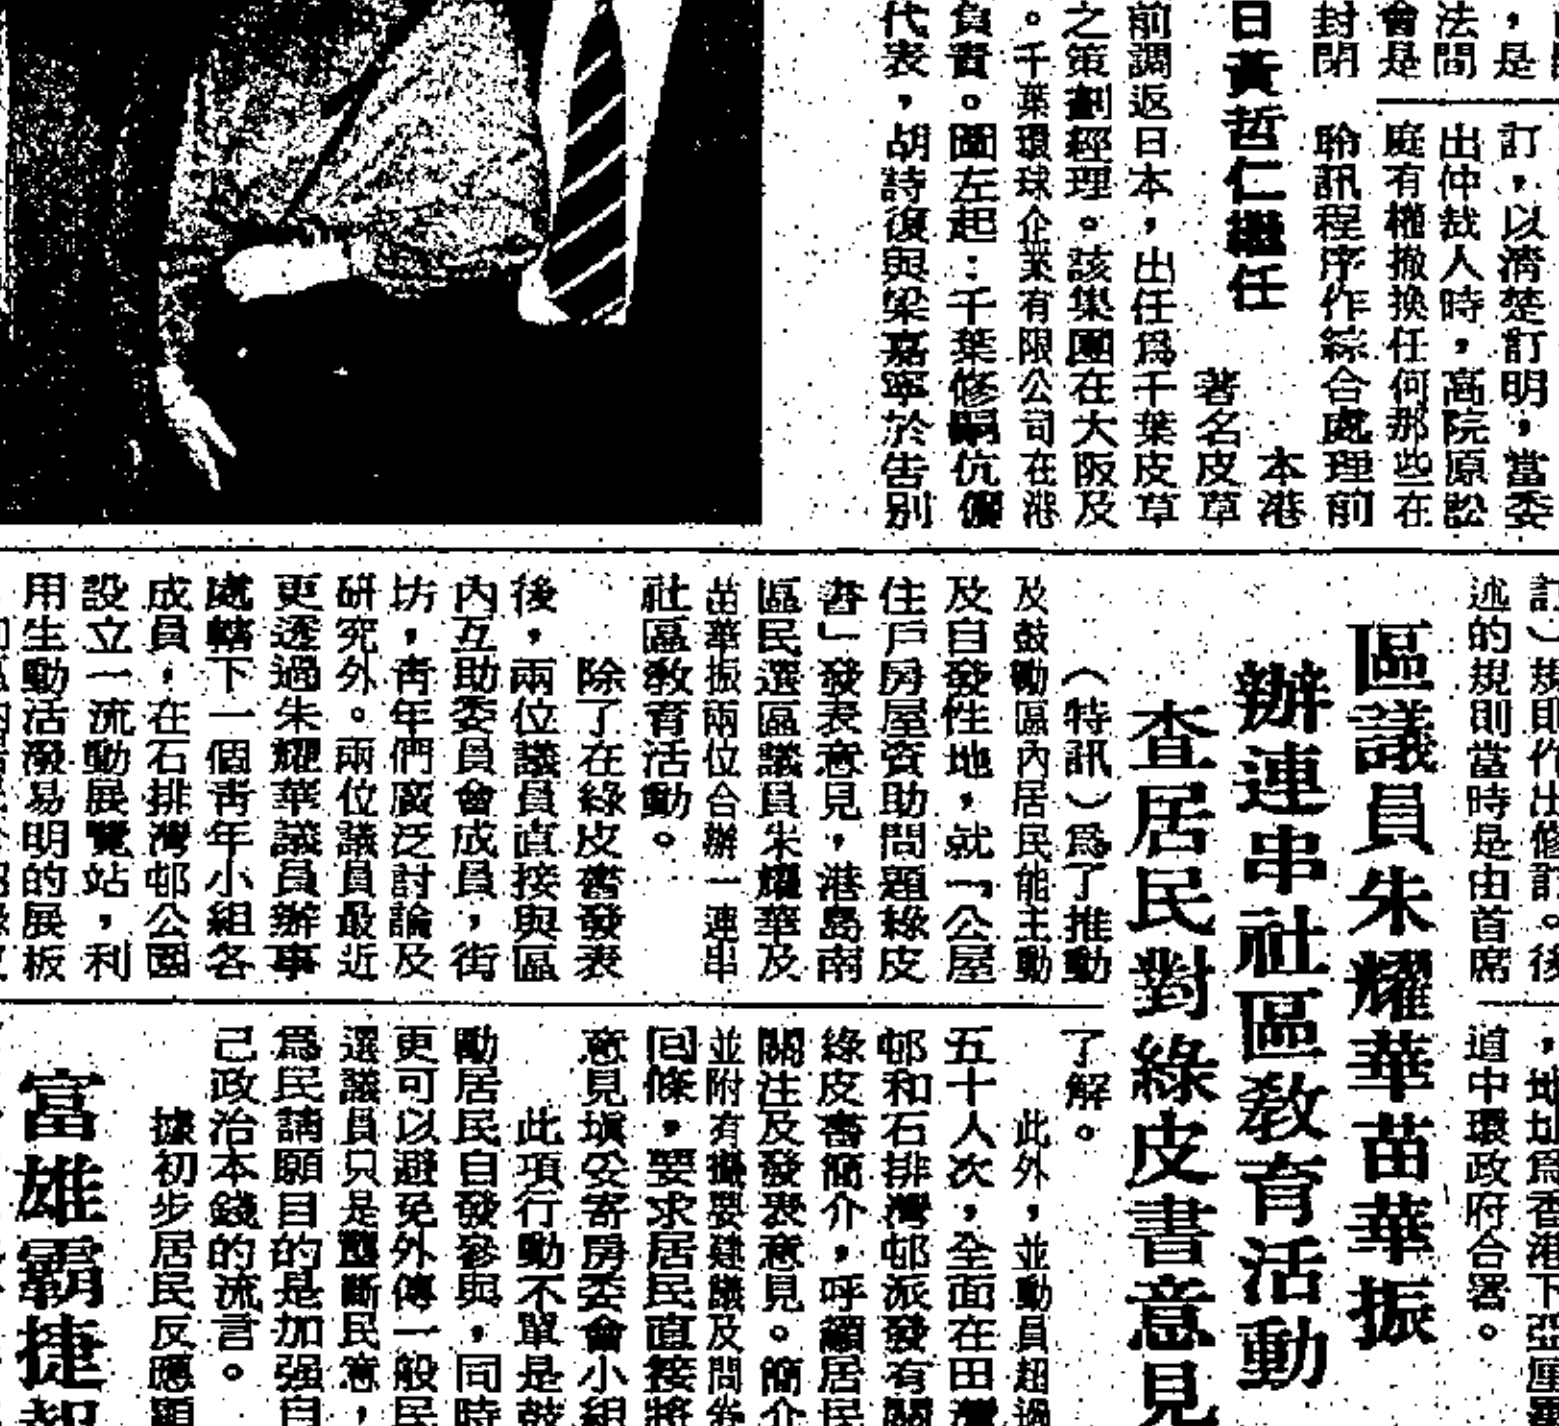 ，是
法問
會是
封閉
訂，以清楚訂明，當委
出仲裁人時，高院原訟
庭有權撤換任何那些在
聆訊程序作綜合處理前
日黃哲仁繼任
本港
著名皮草
前調返日本，出任爲千葉皮草
之策劃經理。該集團在大阪及
。千葉環球企業有限公司在港
負責。圖左起：千葉修嗣伉儷
代表，胡詩復與梁嘉寧於告別
訂）規則作出修訂。後
述的規則當時是由首席
，地址爲香港下亞厘畢
道中環政府合署。
區議員朱耀華苗華振
辦連串社區教育活動
查居民對綠皮書意見
（特訊）爲了推動
及鼓勵區內居民能主動
及自發性地，就「公屋
住戶房屋資助問題綠皮
書」發表意見，港島南
區民選區議員朱耀華及
苗華振兩位合辦一連串
社區教育活動。
除了在綠皮書發表
後，兩位議員直接與區
內互助委員會成員，街
坊，青年們廣泛討論及
研究外。兩位議員最近
更透過朱耀華議員辦事
處轄下一個青年小組各
成員，在石排灣邨公園
設立一流動展覽站，利
用生動活潑易明的展板
了解。
此外，並動員超過
五十人次，全面在田灣
邨和石排灣邨派發有關
綠皮書簡介，呼籲居民
關注及發表意見。簡介
並附有撮要建議及問卷
回條，要求居民直接將
意見塡妥寄房委會小組
此項行動不單是鼓
勵居民自發參與，同時
更可以避免外傳一般民
選議員只是壟斷民意，
爲民請願目的是加强自
己政治本錢的流言。
據初步居民反應顯
富雄霸捷報